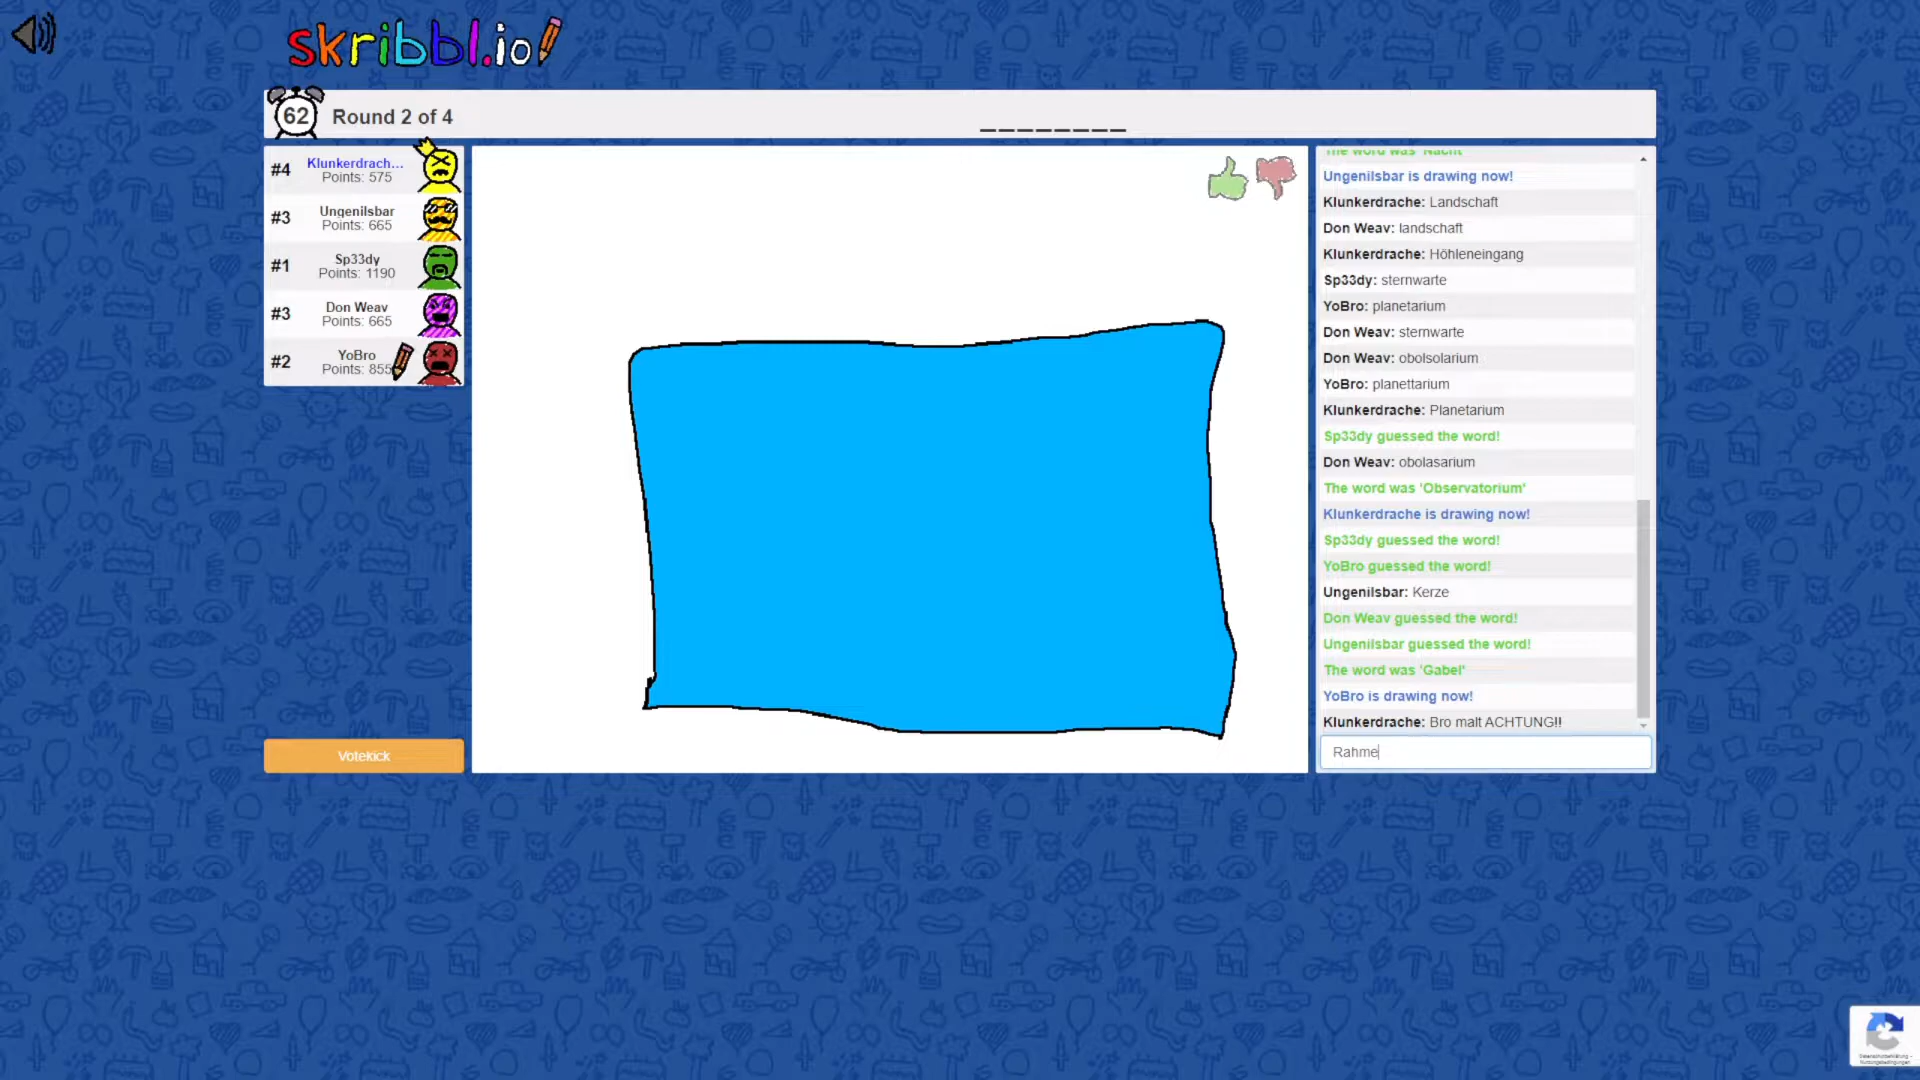 skribbl.io
62
Round 2 of 4
________
#4
Klunkerdrach...
Points: 575
#3
Ungenilsbar
Points: 665
#1
Sp33dy
Points: 1190
#3
Don Weav
Points: 665
#2
YoBro
Points: 855
Votekick
The word was 'Nacht'
Ungenilsbar is drawing now!
Klunkerdrache: Landschaft
Don Weav: landschaft
Klunkerdrache: Höhleneingang
Sp33dy: sternwarte
YoBro: planetarium
Don Weav: sternwarte
Don Weav: obolsolarium
YoBro: planettarium
Klunkerdrache: Planetarium
Sp33dy guessed the word!
Don Weav: obolasarium
The word was 'Observatorium'
Klunkerdrache is drawing now!
Sp33dy guessed the word!
YoBro guessed the word!
Ungenilsbar: Kerze
Don Weav guessed the word!
Ungenilsbar guessed the word!
The word was 'Gabel'
YoBro is drawing now!
Klunkerdrache: Bro malt ACHTUNG!!
Rahme